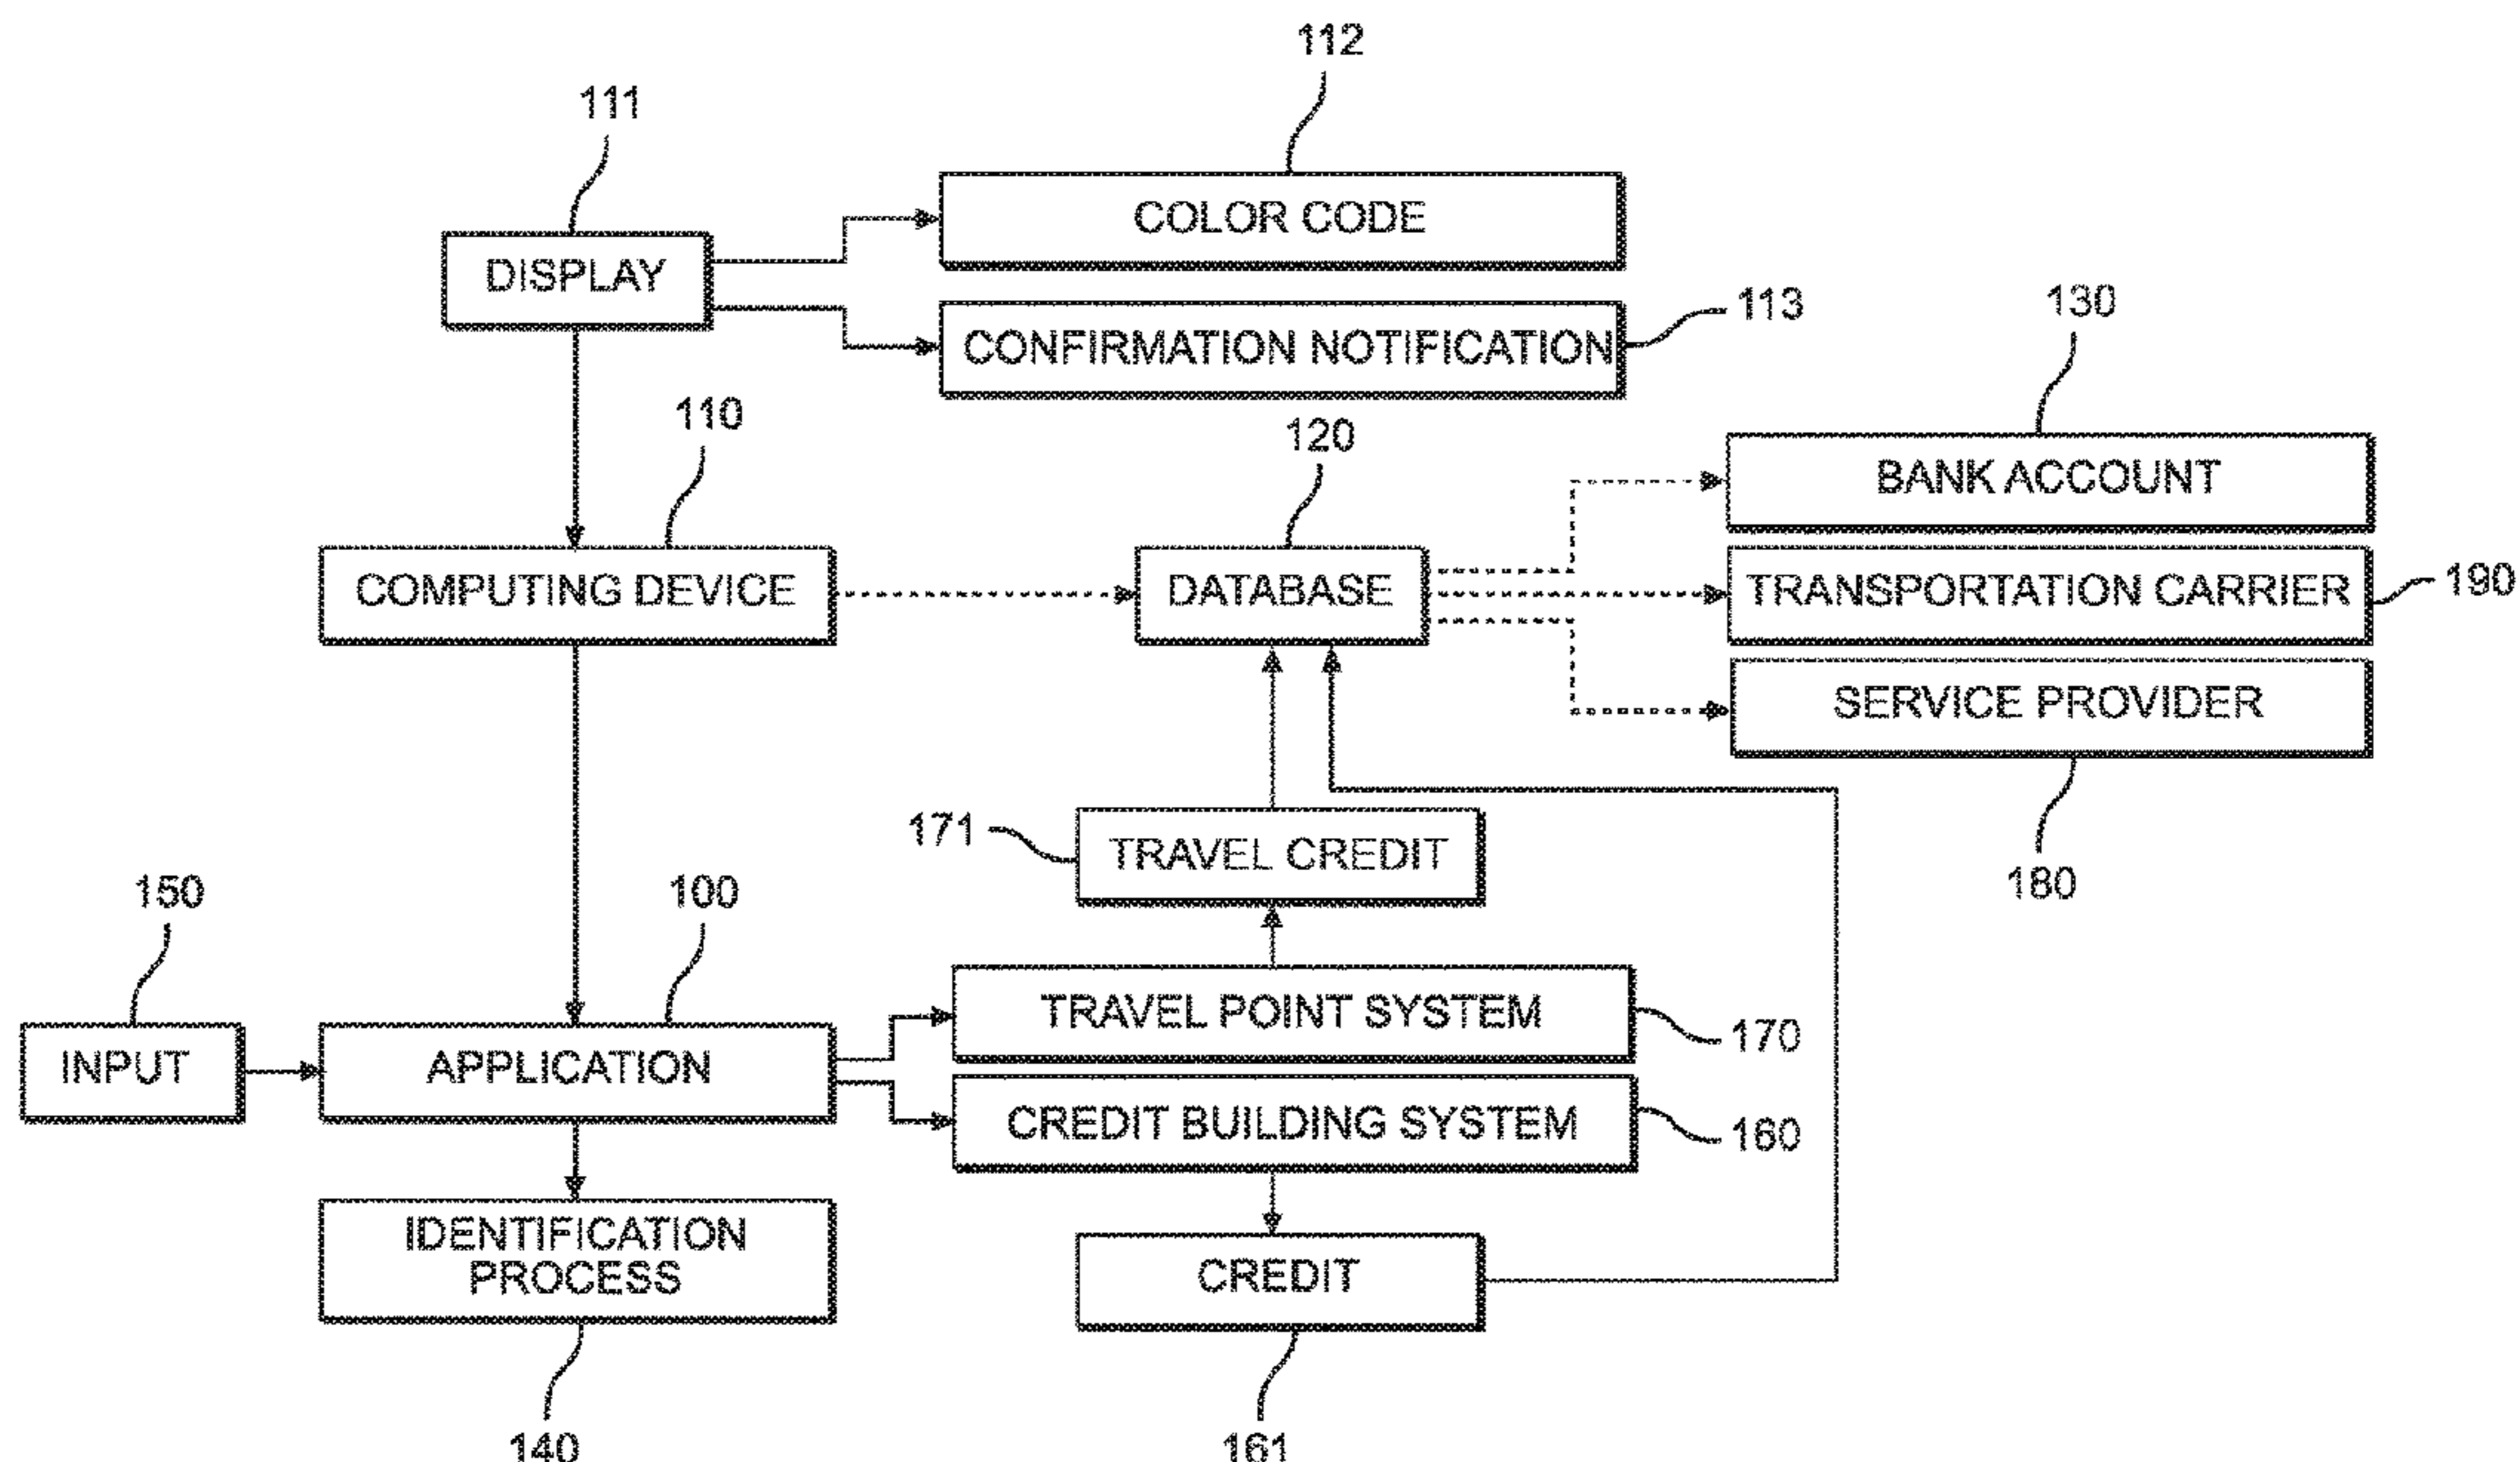 112
111
COLOR CODE
DISPLAY
CONFIRMATION NOTIFICATION
113
130
110
120
BANK ACCOUNT
COMPUTING DEVICE
DATABASE
TRANSPORTATION CARRIER
190
SERVICE PROVIDER
171
TRAVEL CREDIT
180
150
100
TRAVEL POINT SYSTEM
170
INPUT
APPLICATION
CREDIT BUILDING SYSTEM
160
IDENTIFICATION
PROCESS
CREDIT
140
161